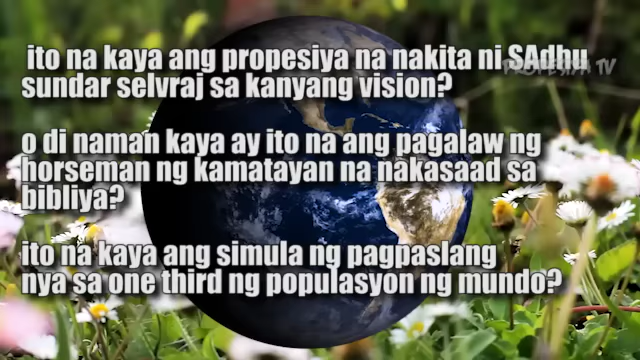 ito na kaya ang propesiya na nakita ni SAdhu
PROPESIYA TV
sundar selvraj sa kanyang vision?
o di naman kaya ay ito na ang pagalaw ng
horseman ng kamatayan na nakasaad sa
bibliya?
ito na kaya ang simula ng pagpaslang
nya sa one third ng populasyon ng mundo?